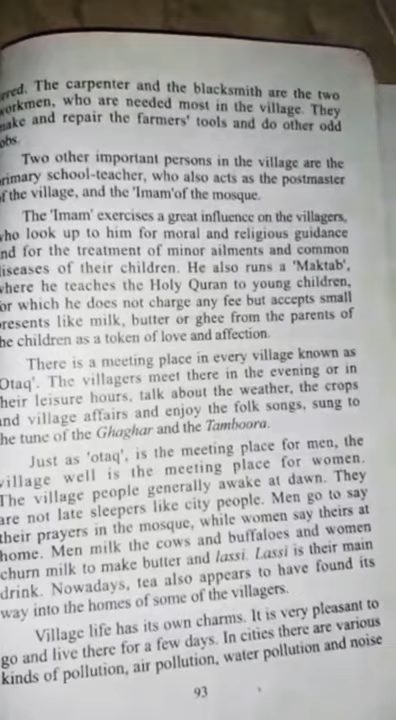 ered. The carpenter and the blacksmith are the two
workmen, who are needed most in the village. They
make and repair the farmers' tools and do other odd
obs.
Two other important persons in the village are the
rimary school-teacher, who also acts as the postmaster
of the village, and the 'Imam'of the mosque.
The 'Imam' exercises a great influence on the villagers,
who look up to him for moral and religious guidance
nd for the treatment of minor ailments and common
iseases of their children. He also runs a 'Maktab',
where he teaches the Holy Quran to young children,
or which he does not charge any fee but accepts small
resents like milk, butter or ghee from the parents of
he children as a token of love and affection.
There is a meeting place in every village known as
Otaq'. The villagers meet there in the evening or in
heir leisure hours, talk about the weather, the crops
and village affairs and enjoy the folk songs, sung to
he tune of the Ghaghar and the Tamboora.
Just as 'otaq', is the meeting place for men, the
village well is the meeting place for women.
The village people generally awake at dawn. They
are not late sleepers like city people. Men go to say
their prayers in the mosque, while women say theirs at
home. Men milk the cows and buffaloes and women
churn milk to make butter and lassi. Lassi is their main
drink. Nowadays, tea also appears to have found its
way into the homes of some of the villagers.
Village life has its own charms. It is very pleasant to
go and live there for a few days. In cities there are various
kinds of pollution, air pollution, water pollution and noise
93